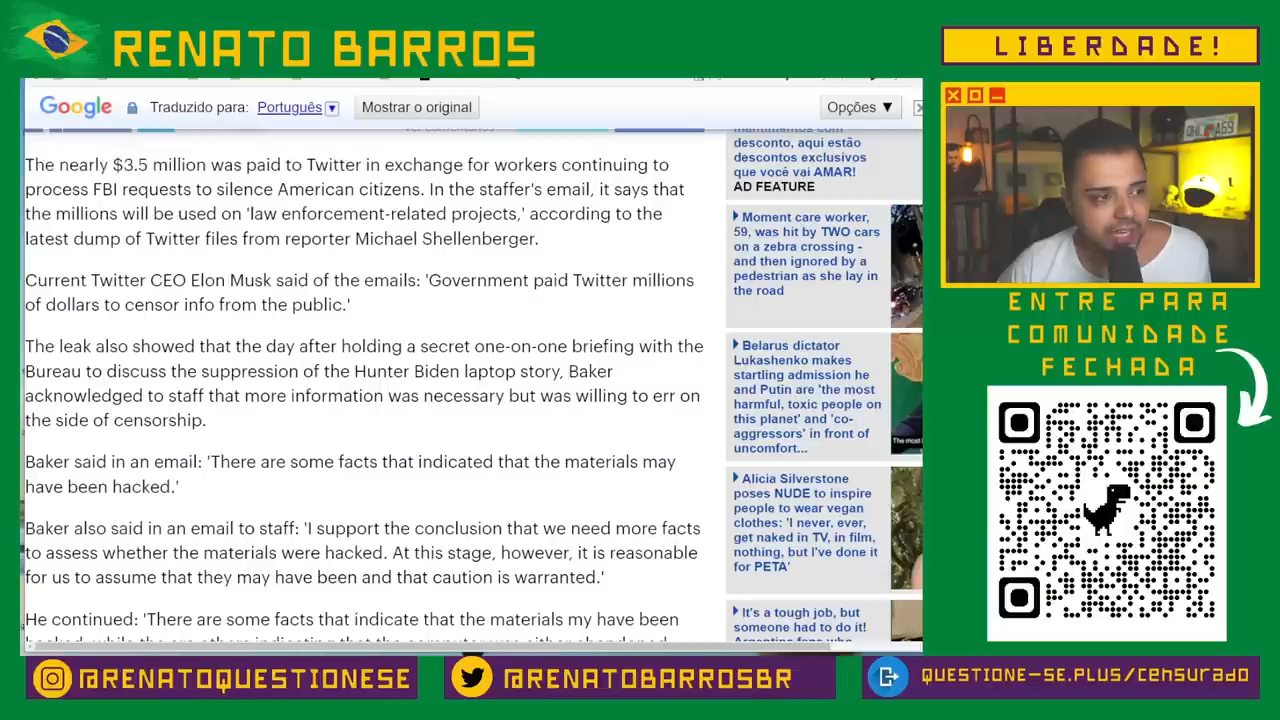 RENATO BARROS
LIBERDADE!
Google
Traduzido para: Português
Mostrar o original
Opções ▼
The nearly $3.5 million was paid to Twitter in exchange for workers continuing to
process FBI requests to silence American citizens. In the staffer's email, it says that
the millions will be used on 'law enforcement-related projects,' according to the
latest dump of Twitter files from reporter Michael Shellenberger.
Current Twitter CEO Elon Musk said of the emails: 'Government paid Twitter millions
of dollars to censor info from the public.'
The leak also showed that the day after holding a secret one-on-one briefing with the
Bureau to discuss the suppression of the Hunter Biden laptop story, Baker
acknowledged to staff that more information was necessary but was willing to err on
the side of censorship.
Baker said in an email: 'There are some facts that indicated that the materials may
have been hacked.'
Baker also said in an email to staff: 'I support the conclusion that we need more facts
to assess whether the materials were hacked. At this stage, however, it is reasonable
for us to assume that they may have been and that caution is warranted.'
He continued: 'There are some facts that indicate that the materials my have been
mantimentos com
desconto, aqui estão
descontos exclusivos
que você vai AMAR!
AD FEATURE
Moment care worker,
59, was hit by TWO cars
on a zebra crossing -
and then ignored by a
pedestrian as she lay in
the road
Belarus dictator
Lukashenko makes
startling admission he
and Putin are 'the most
harmful, toxic people on
this planet' and 'co-
aggressors' in front of
uncomfort...
The most
Alicia Silverstone
poses NUDE to inspire
people to wear vegan
clothes: 'I never, ever,
get naked in TV, in film,
nothing, but I've done it
for PETA'
It's a tough job, but
someone had to do it!
Argentina fans who
ENTRE PARA
COMUNIDADE
FECHADA
@RENATOQUESTIONESE
@RENATOBARROSBR
QUESTIONE-SE.PLUS/CENSURADO